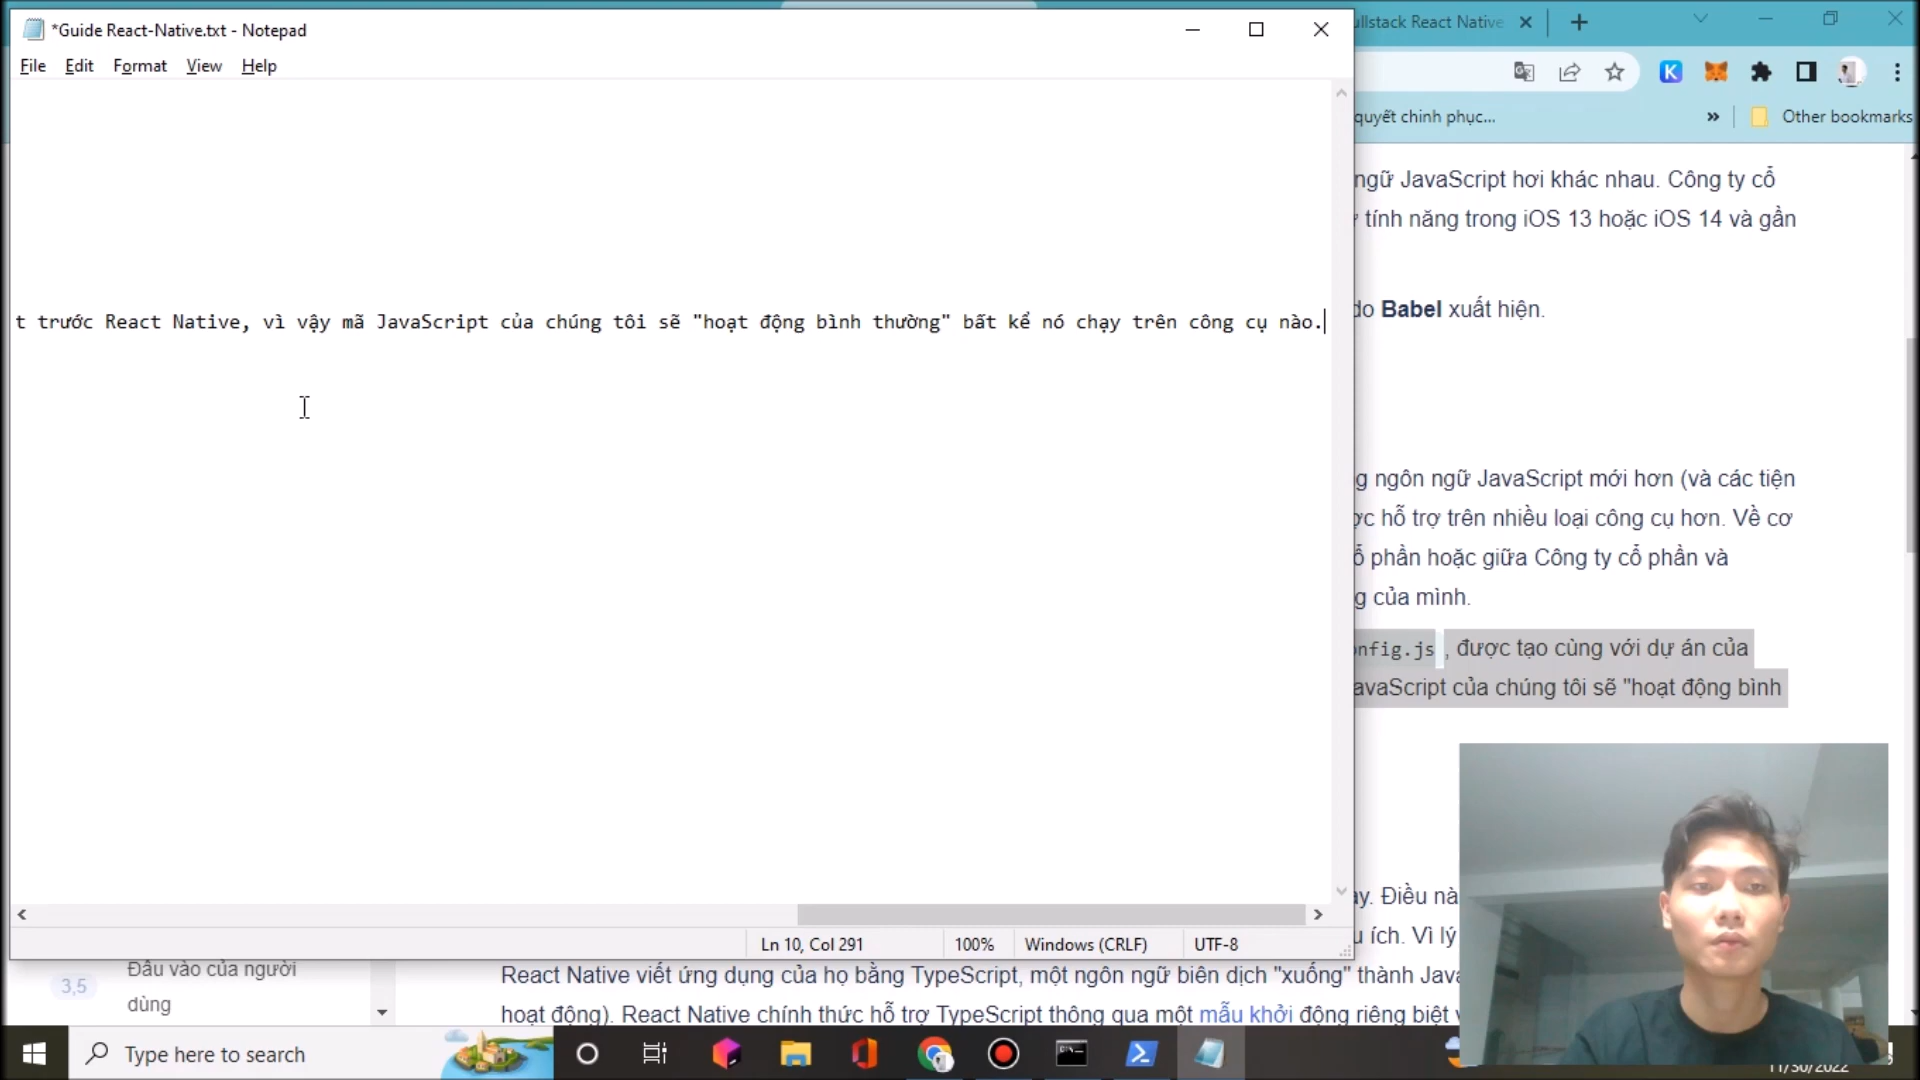 *Guide React-Native.txt - Notepad
File Edit Format View Help
t trước React Native, vì vậy mã JavaScript của chúng tôi sẽ "hoạt động bình thường" bất kể nó chạy trên công cụ nào.
Ln 10, Col 291 100% Windows (CRLF) UTF-8
React Native
quyết chinh phục...
» Other bookmarks
ngữ JavaScript hơi khác nhau. Công ty cổ
tính năng trong iOS 13 hoặc iOS 14 và gần
do Babel xuất hiện.
ngôn ngữ JavaScript mới hơn (và các tiện
hỗ trợ trên nhiều loại công cụ hơn. Về cơ
phần hoặc giữa Công ty cổ phần và
của mình.
nfig.js , được tạo cùng với dự án của
avaScript của chúng tôi sẽ "hoạt động bình
ay. Điều nà
ích. Vì lý
3,5 Đầu vào của người
dùng
React Native viết ứng dụng của họ bằng TypeScript, một ngôn ngữ biên dịch "xuống" thành Java
hoạt động). React Native chính thức hỗ trợ TypeScript thông qua một mẫu khởi động riêng biệt v
Type here to search
11/30/2022